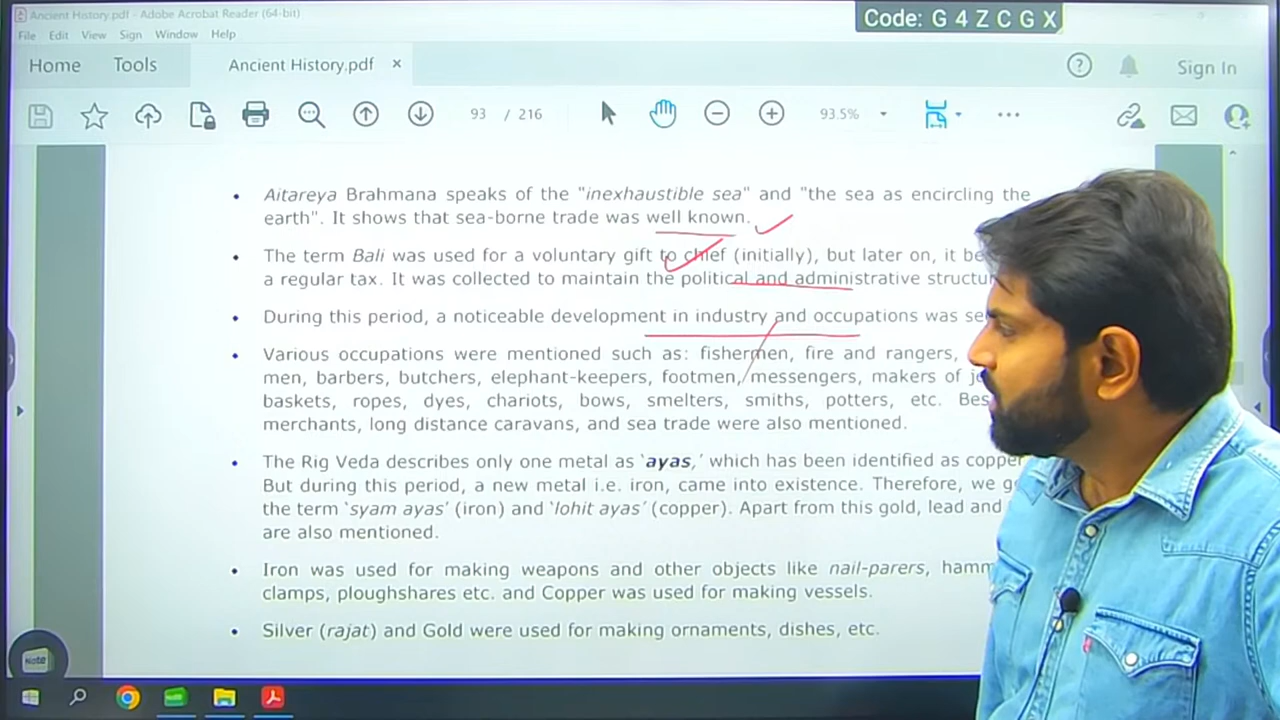 Ancient History.pdf - Adobe Acrobat Reader (64-bit)
Code: G 4 Z C G X
File Edit View Sign Window Help
Home Tools Ancient History.pdf × Sign In
93 / 216 93.5%
• Aitareya Brahmana speaks of the "inexhaustible sea" and "the sea as encircling the
earth". It shows that sea-borne trade was well known.
• The term Bali was used for a voluntary gift to chief (initially), but later on, it
a regular tax. It was collected to maintain the political and administrative
• During this period, a noticeable development in industry and occupations was
• Various occupations were mentioned such as: fishermen, fire and rangers,
men, barbers, butchers, elephant-keepers, footmen, messengers, makers of
baskets, ropes, dyes, chariots, bows, smelters, smiths, potters, etc.
merchants, long distance caravans, and sea trade were also mentioned.
• The Rig Veda describes only one metal as ‘ayas,’ which has been identified as copper
But during this period, a new metal i.e. iron, came into existence. Therefore, we
the term ‘syam ayas’ (iron) and ‘lohit ayas’ (copper). Apart from this gold, lead and
are also mentioned.
• Iron was used for making weapons and other objects like nail-parers,
clamps, ploughshares etc. and Copper was used for making vessels.
• Silver (rajat) and Gold were used for making ornaments, dishes, etc.
Note